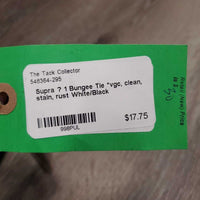 The Tack Collector
546364-295
Supra ? 1 Bungee Tie *vgc, clean,
stain, rust White/Black
998PUL
$17.75